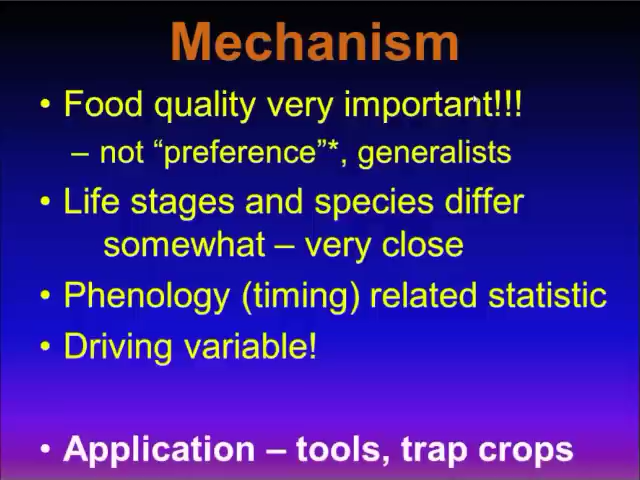 Mechanism
• Food quality very important!!!
– not “preference”*, generalists
• Life stages and species differ
somewhat – very close
• Phenology (timing) related statistic
• Driving variable!
• Application – tools, trap crops